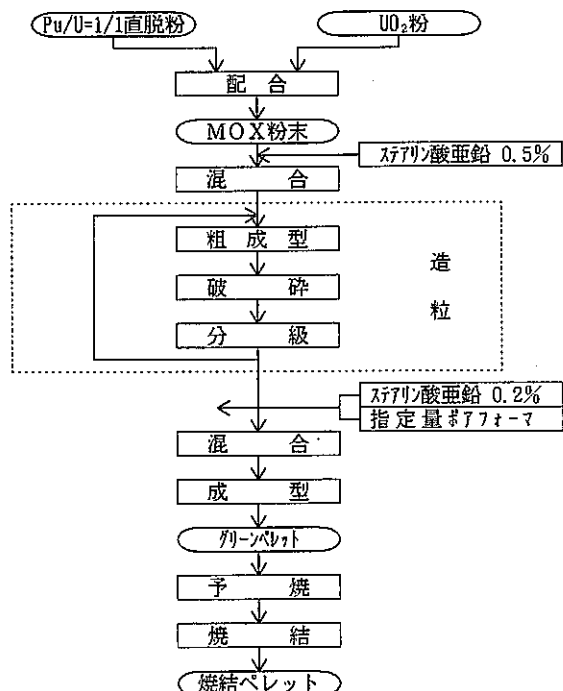 Pu/U=1/1直脱粉
UO₂粉
配合
MOX粉末
ステアリン酸亜鉛 0.5%
混合
粗成型
破砕
分級
造粒
ステアリン酸亜鉛 0.2%
指定量ポアフォーマ
混合
成型
グリーンペレット
予焼
焼結
焼結ペレット